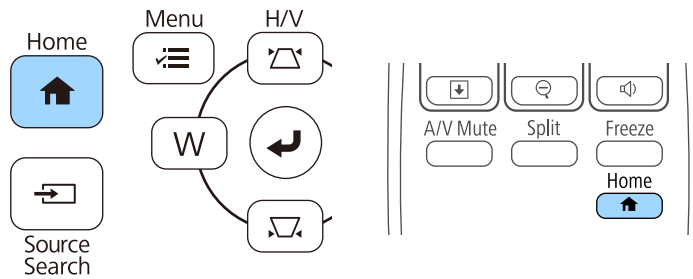 Menu
H/V
Home
W
Source
Search
A/V Mute
Split
Freeze
Home